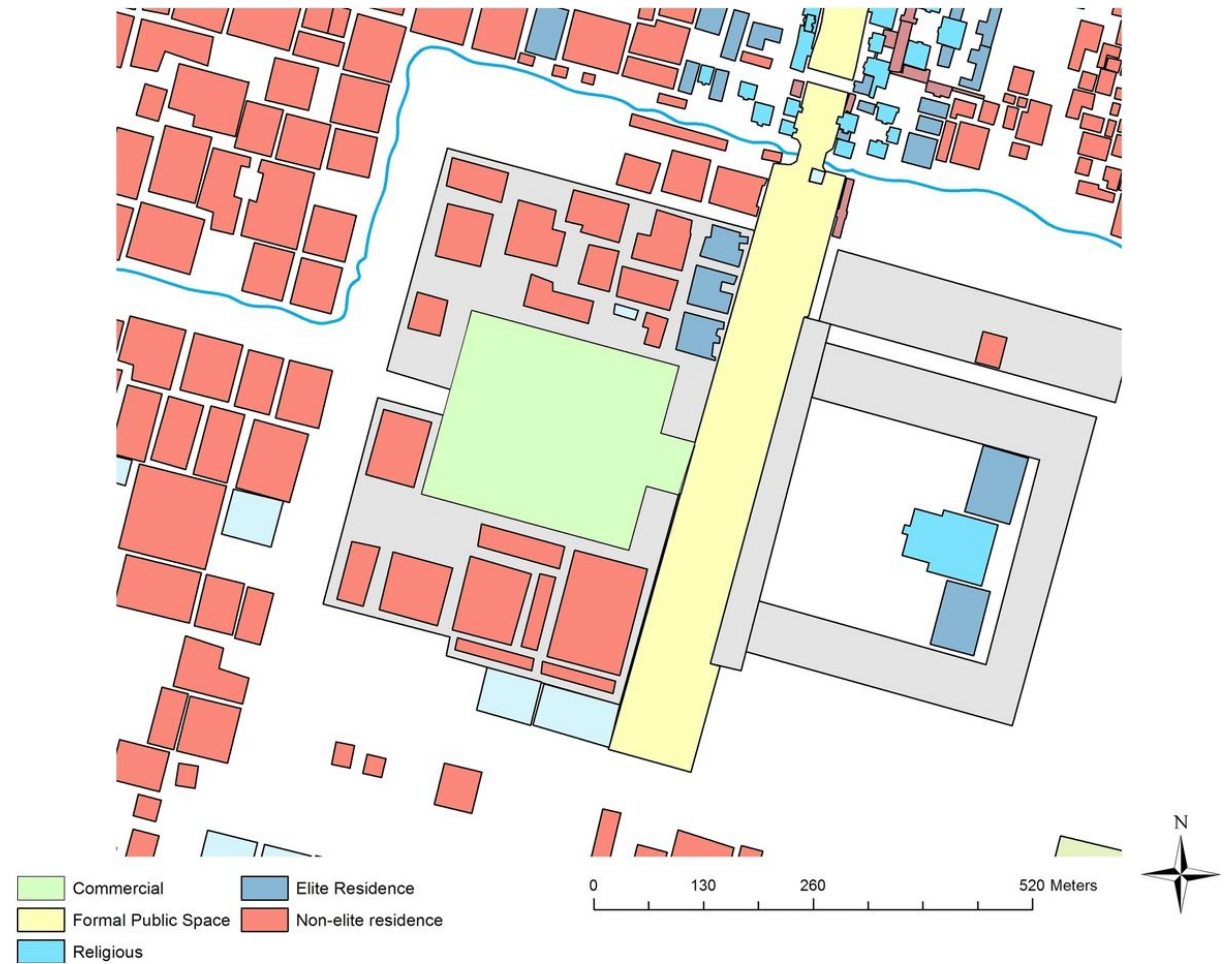 N
0 130 260 520 Meters
Commercial
Formal Public Space
Religious
Elite Residence
Non-elite residence